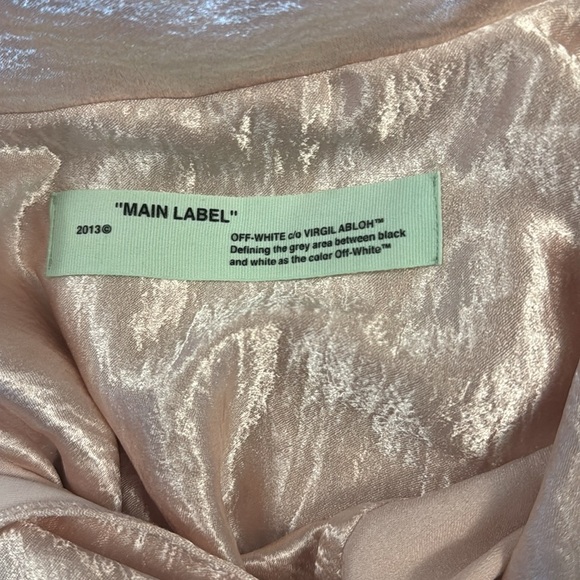 "MAIN LABEL"
2013©
OFF-WHITE c/o VIRGIL ABLOH™
Defining the grey area between black
and white as the color Off-White™